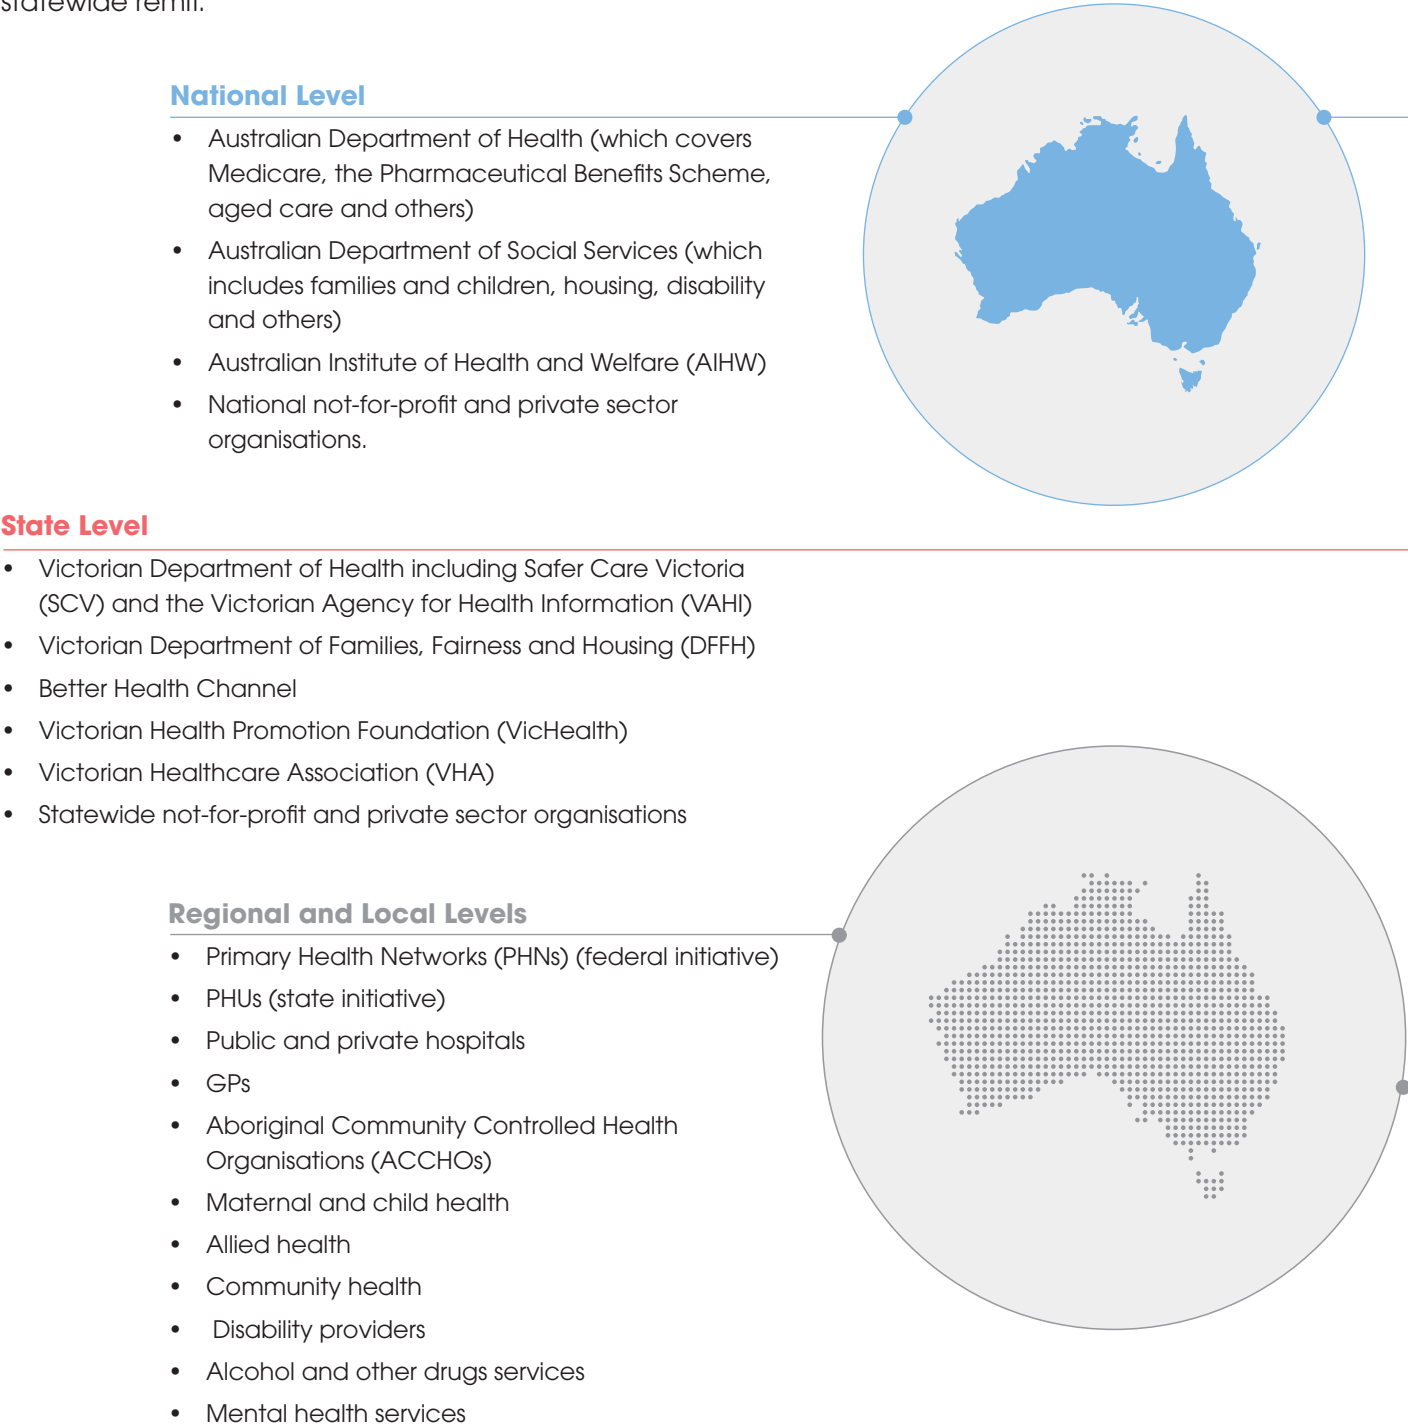 statewide remit.
National Level
• Australian Department of Health (which covers
Medicare, the Pharmaceutical Benefits Scheme,
aged care and others)
• Australian Department of Social Services (which
includes families and children, housing, disability
and others)
• Australian Institute of Health and Welfare (AIHW)
• National not-for-profit and private sector
organisations.
State Level
• Victorian Department of Health including Safer Care Victoria
(SCV) and the Victorian Agency for Health Information (VAHI)
• Victorian Department of Families, Fairness and Housing (DFFH)
• Better Health Channel
• Victorian Health Promotion Foundation (VicHealth)
• Victorian Healthcare Association (VHA)
• Statewide not-for-profit and private sector organisations
Regional and Local Levels
• Primary Health Networks (PHNs) (federal initiative)
• PHUs (state initiative)
• Public and private hospitals
• GPs
• Aboriginal Community Controlled Health
Organisations (ACCHOs)
• Maternal and child health
• Allied health
• Community health
• Disability providers
• Alcohol and other drugs services
• Mental health services